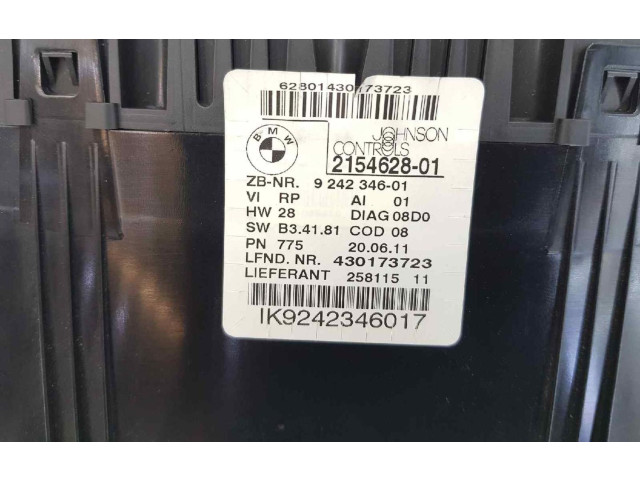 62801430173723
BMW
JOHNSON
CONTROLS
2154628-01
ZB-NR. 9 242 346-01
VI RP AI 01
HW 28 DIAG 08D0
SW B3.41.81 COD 08
PN 775 20.06.11
LFND. NR. 430173723
LIEFERANT 258115 11
IK9242346017